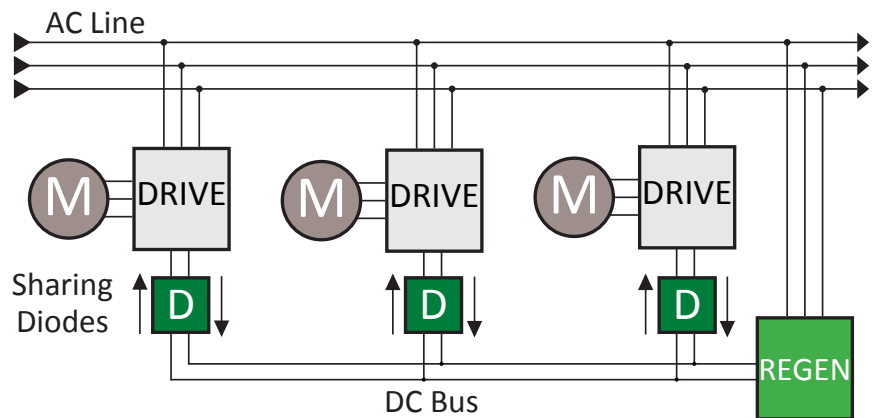 AC Line
M
DRIVE
M
DRIVE
M
DRIVE
Sharing
Diodes
D
D
D
REGEN
DC Bus